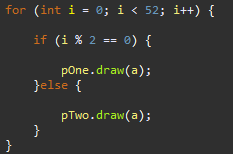 for (int i = 0; i < 52; i++) {
if (i % 2 == 0) {
pOne.draw(a);
}else {
pTwo.draw(a);
}
}